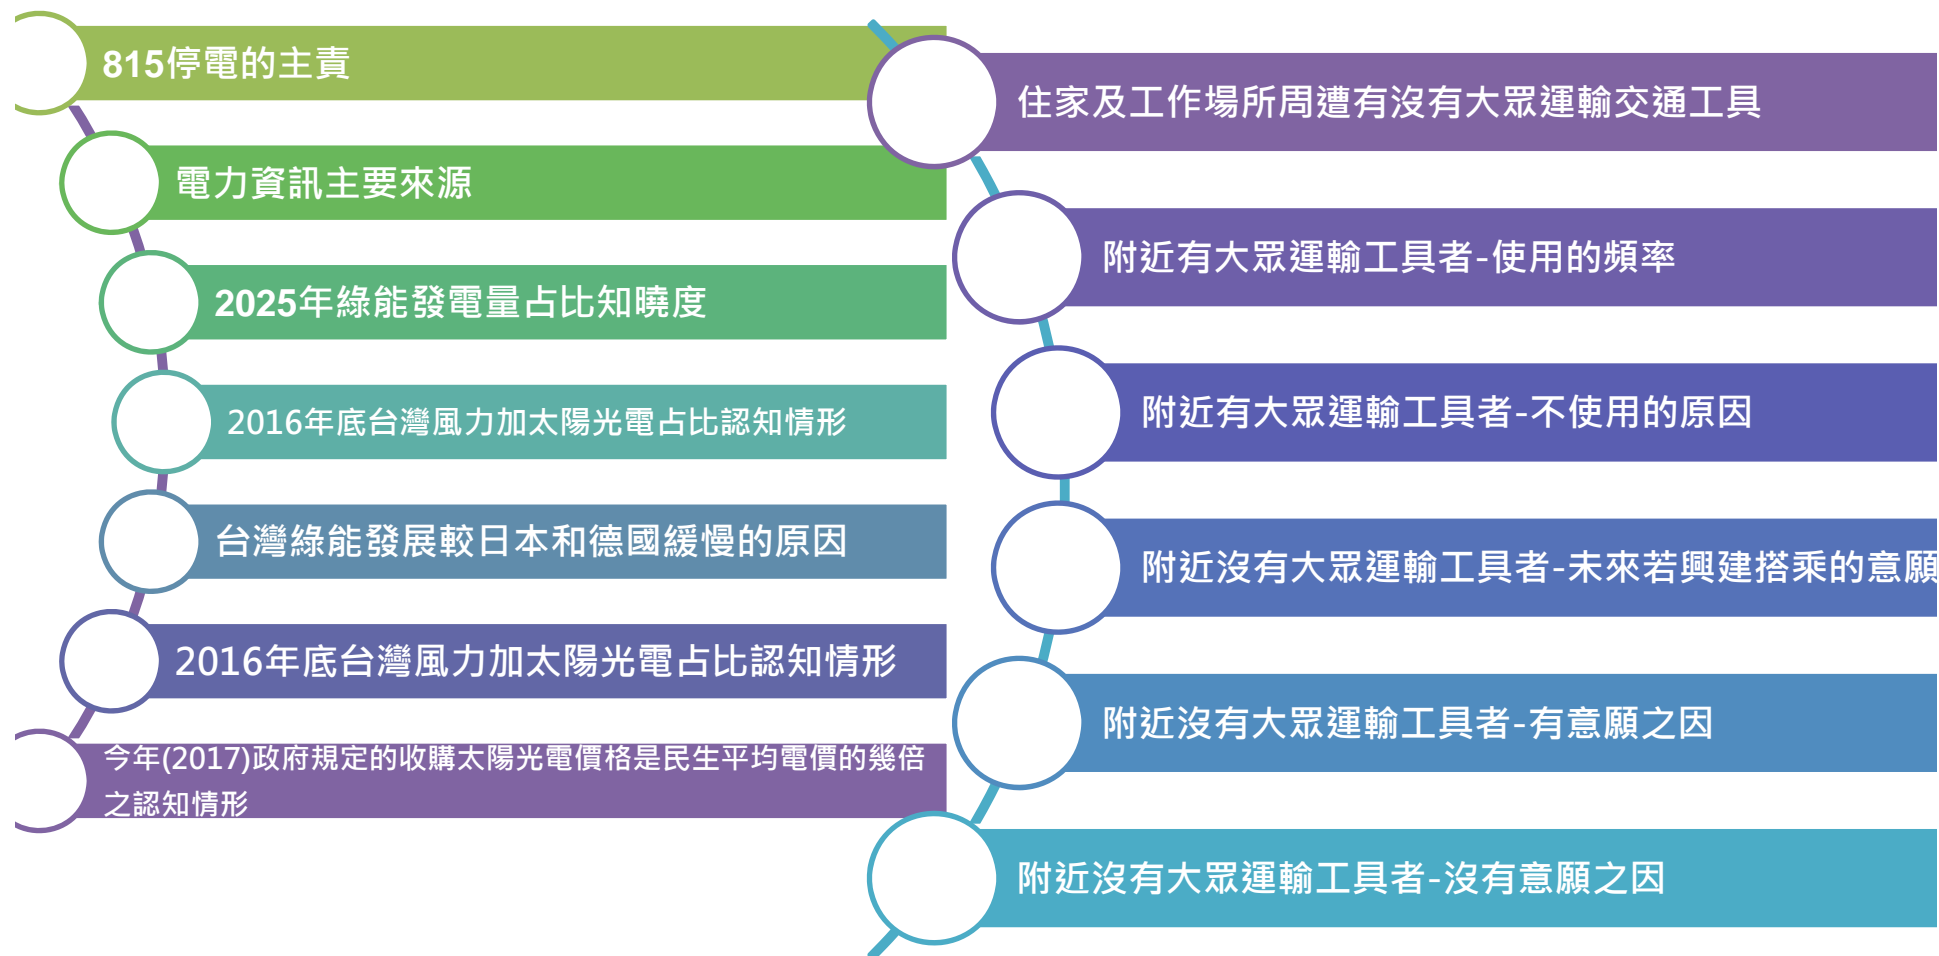 815停電的主責
電力資訊主要來源
2025年綠能發電量占比知曉度
2016年底台灣風力加太陽光電占比認知情形
台灣綠能發展較日本和德國緩慢的原因
2016年底台灣風力加太陽光電占比認知情形
今年(2017)政府規定的收購太陽光電價格是民生平均電價的幾倍
之認知情形
住家及工作場所周遭有沒有大眾運輸交通工具
附近有大眾運輸工具者-使用的頻率
附近有大眾運輸工具者-不使用的原因
附近沒有大眾運輸工具者-未來若興建搭乘的意願
附近沒有大眾運輸工具者-有意願之因
附近沒有大眾運輸工具者-沒有意願之因